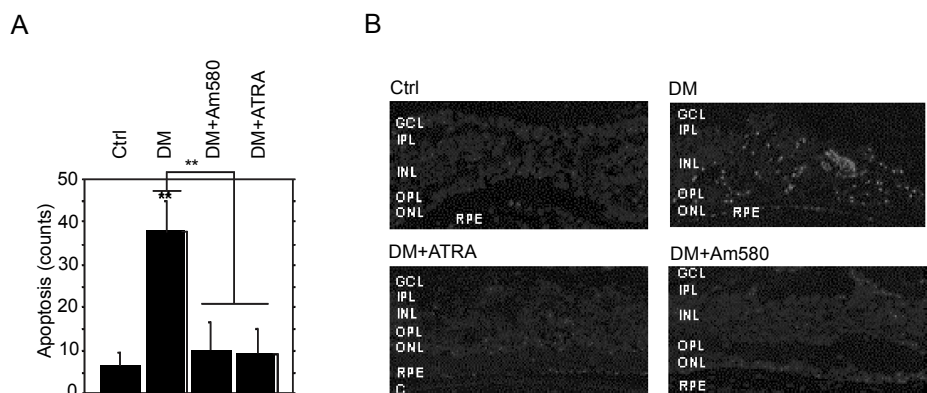 A
B
Ctrl
DM
DM+Am580
DM+ATRA
**
**
Apoptosis (counts)
50
40
30
20
10
0
Ctrl
GCL
IPL
INL
OPL
ONL
RPE
DM
GCL
IPL
INL
OPL
ONL
RPE
DM+ATRA
GCL
IPL
INL
OPL
ONL
RPE
C
DM+Am580
GCL
IPL
INL
OPL
ONL
RPE